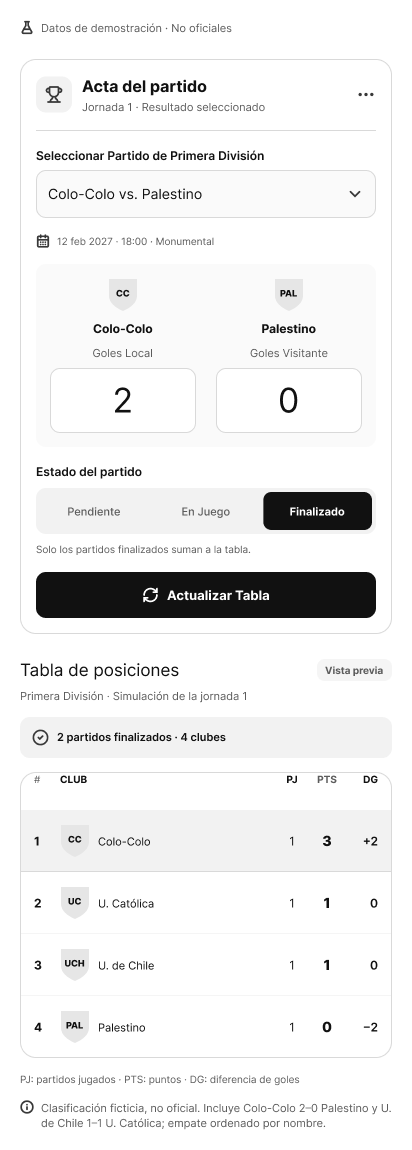 Datos de demostración · No oficiales
Acta del partido
Jornada 1 · Resultado seleccionado
Seleccionar Partido de Primera División
Colo-Colo vs. Palestino
12 feb 2027 · 18:00 · Monumental
CC PAL
Colo-Colo Palestino
Goles Local Goles Visitante
2 0
Estado del partido
Pendiente En Juego Finalizado
Solo los partidos finalizados suman a la tabla.
Actualizar Tabla
Tabla de posiciones Vista previa
Primera División · Simulación de la jornada 1
2 partidos finalizados · 4 clubes
# CLUB PJ PTS DG
1 CC Colo-Colo 1 3 +2
2 UC U. Católica 1 1 0
3 UCH U. de Chile 1 1 0
4 PAL Palestino 1 0 −2
PJ: partidos jugados · PTS: puntos · DG: diferencia de goles
Clasificación ficticia, no oficial. Incluye Colo-Colo 2–0 Palestino y U.
de Chile 1–1 U. Católica; empate ordenado por nombre.